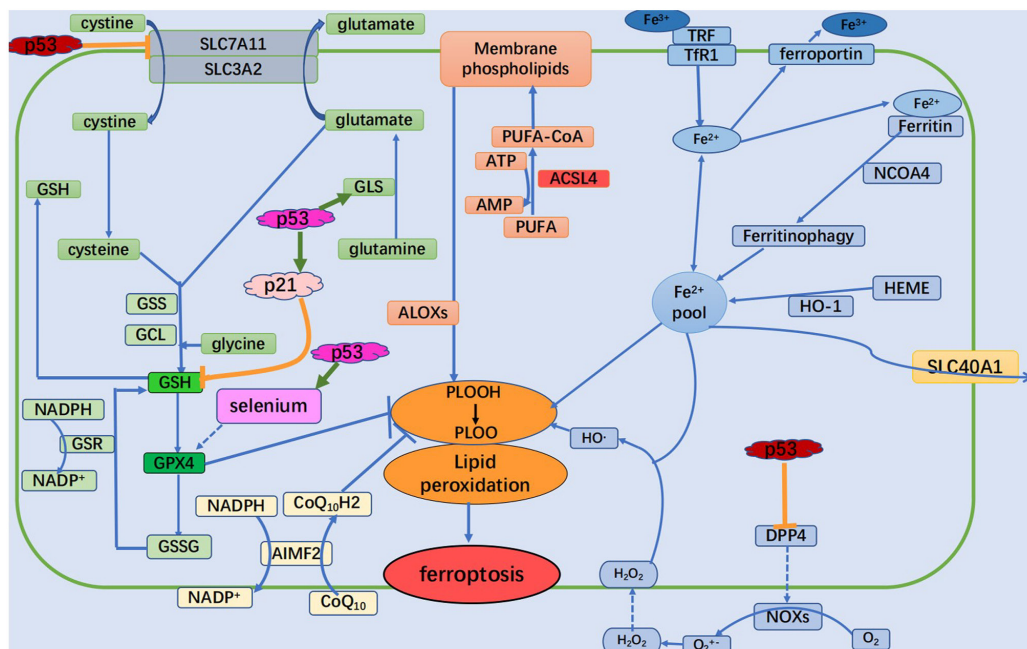 cystine
glutamate
p53
SLC7A11
SLC3A2
Membrane
phospholipids
Fe³⁺
TRF
TfR1
ferroportin
Fe³⁺
cystine
glutamate
PUFA-CoA
ATP
ACSL4
AMP
PUFA
Fe²⁺
Fe²⁺
Ferritin
NCOA4
Ferritinophagy
GSH
GLS
p53
cysteine
glutamine
p21
GSS
GCL
glycine
ALOXs
Fe²⁺
pool
HEME
HO-1
SLC40A1
p53
GSH
selenium
NADPH
GSR
NADP⁺
GPX4
GSSG
PLOOH
PLOO
Lipid
peroxidation
HO·
p53
DPP4
NADPH
CoQ₁₀H2
AIMF2
NADP⁺
CoQ₁₀
ferroptosis
H₂O₂
NOXs
H₂O₂
O₂⁺⁻
O₂